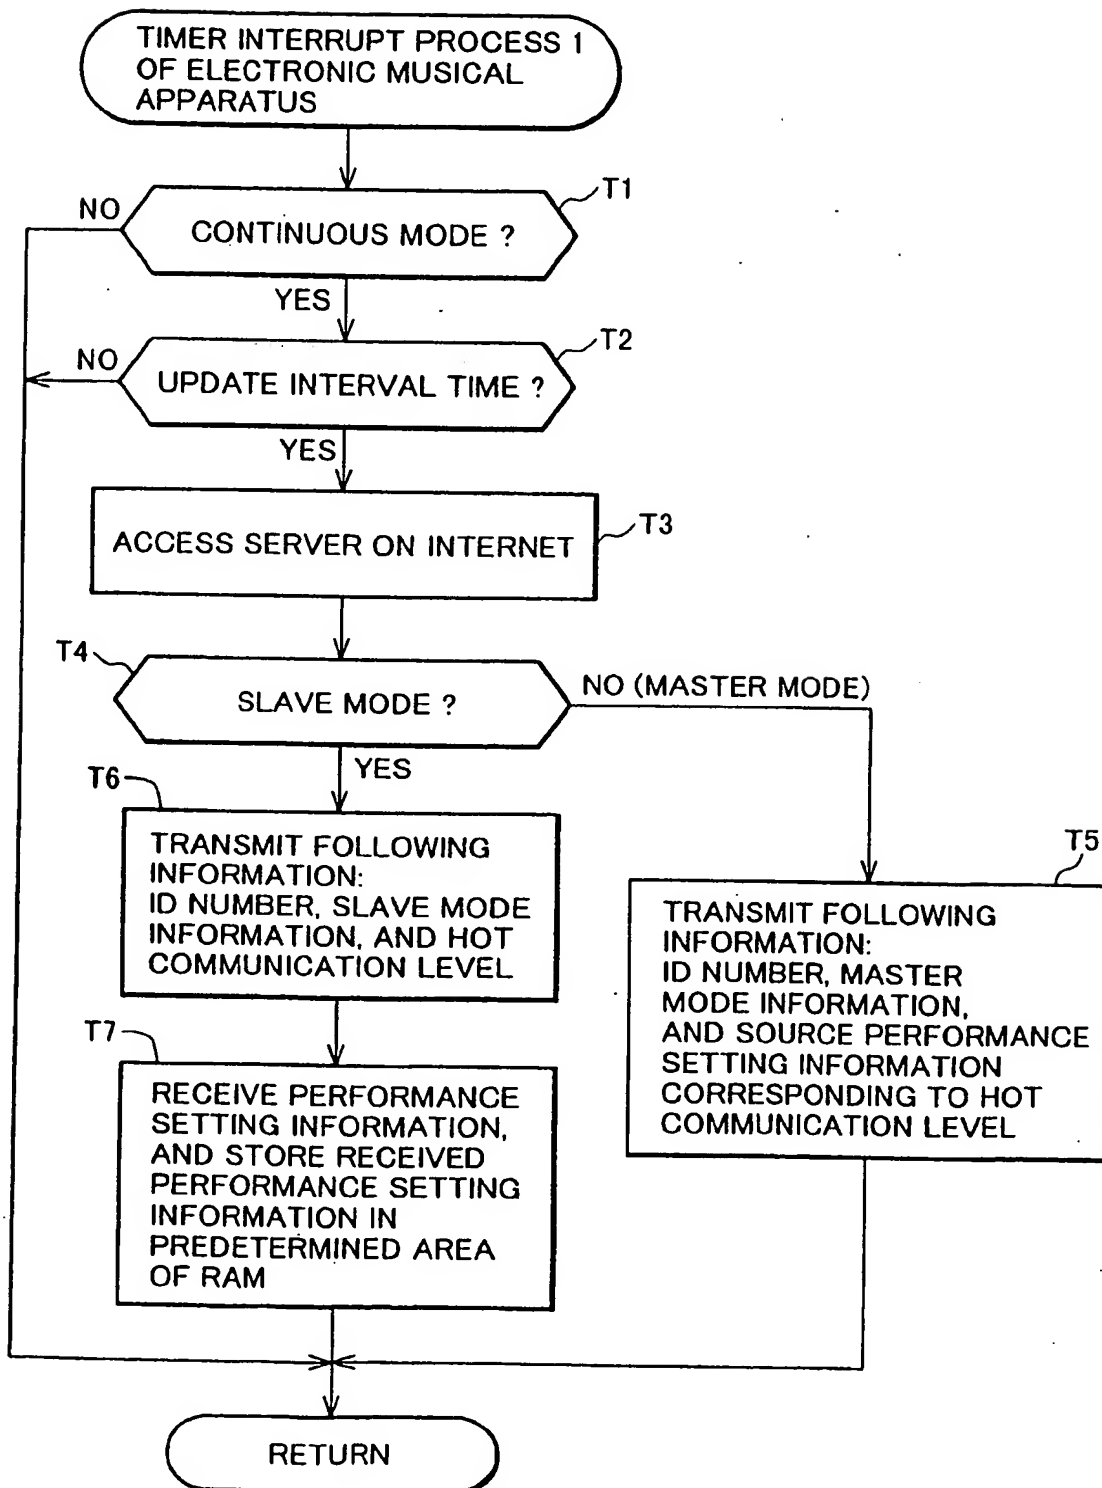 TIMER INTERRUPT PROCESS 1
OF ELECTRONIC MUSICAL
APPARATUS
T1
NO
CONTINUOUS MODE ?
YES
T2
NO
UPDATE INTERVAL TIME ?
YES
T3
ACCESS SERVER ON INTERNET
T4
SLAVE MODE ?
NO (MASTER MODE)
YES
T6
TRANSMIT FOLLOWING
INFORMATION:
ID NUMBER, SLAVE MODE
INFORMATION, AND HOT
COMMUNICATION LEVEL
T5
TRANSMIT FOLLOWING
INFORMATION:
ID NUMBER, MASTER
MODE INFORMATION,
AND SOURCE PERFORMANCE
SETTING INFORMATION
CORRESPONDING TO HOT
COMMUNICATION LEVEL
T7
RECEIVE PERFORMANCE
SETTING INFORMATION,
AND STORE RECEIVED
PERFORMANCE SETTING
INFORMATION IN
PREDETERMINED AREA
OF RAM
RETURN